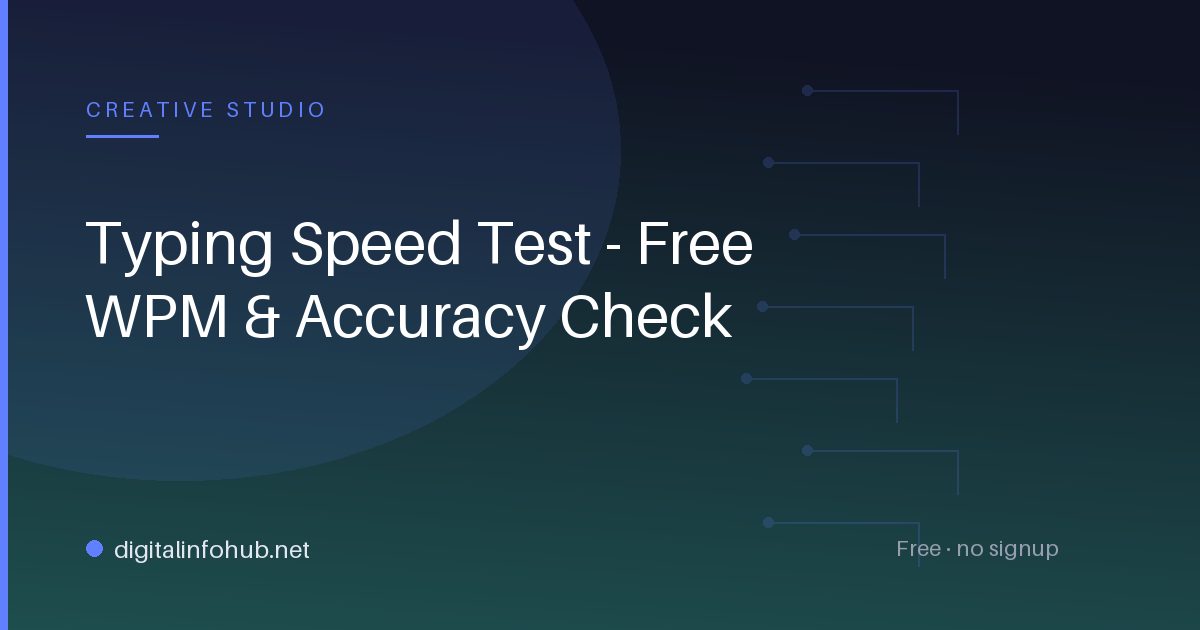 CREATIVE STUDIO
Typing Speed Test - Free
WPM & Accuracy Check
digitalinfohub.net
Free · no signup